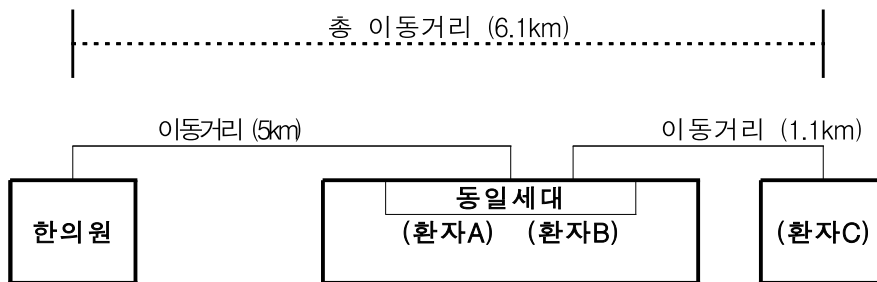 총 이동거리 (6.1km)
이동거리 (5km)
이동거리 (1.1km)
동일세대
한의원
(환자A) (환자B)
(환자C)